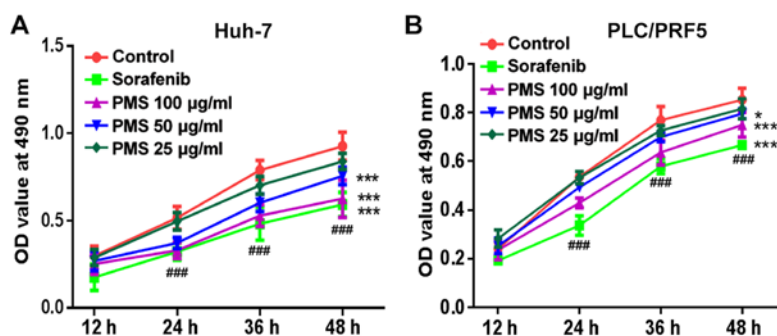 A
Huh-7
OD value at 490 nm
1.5
1.0
0.5
0.0
Control
Sorafenib
PMS 100 µg/ml
PMS 50 µg/ml
PMS 25 µg/ml
***
***
***
### ### ###
12 h 24 h 36 h 48 h
B
PLC/PRF5
OD value at 490 nm
1.0
0.8
0.6
0.4
0.2
0.0
Control
Sorafenib
PMS 100 µg/ml
PMS 50 µg/ml
PMS 25 µg/ml
*
***
***
### ### ###
12 h 24 h 36 h 48 h